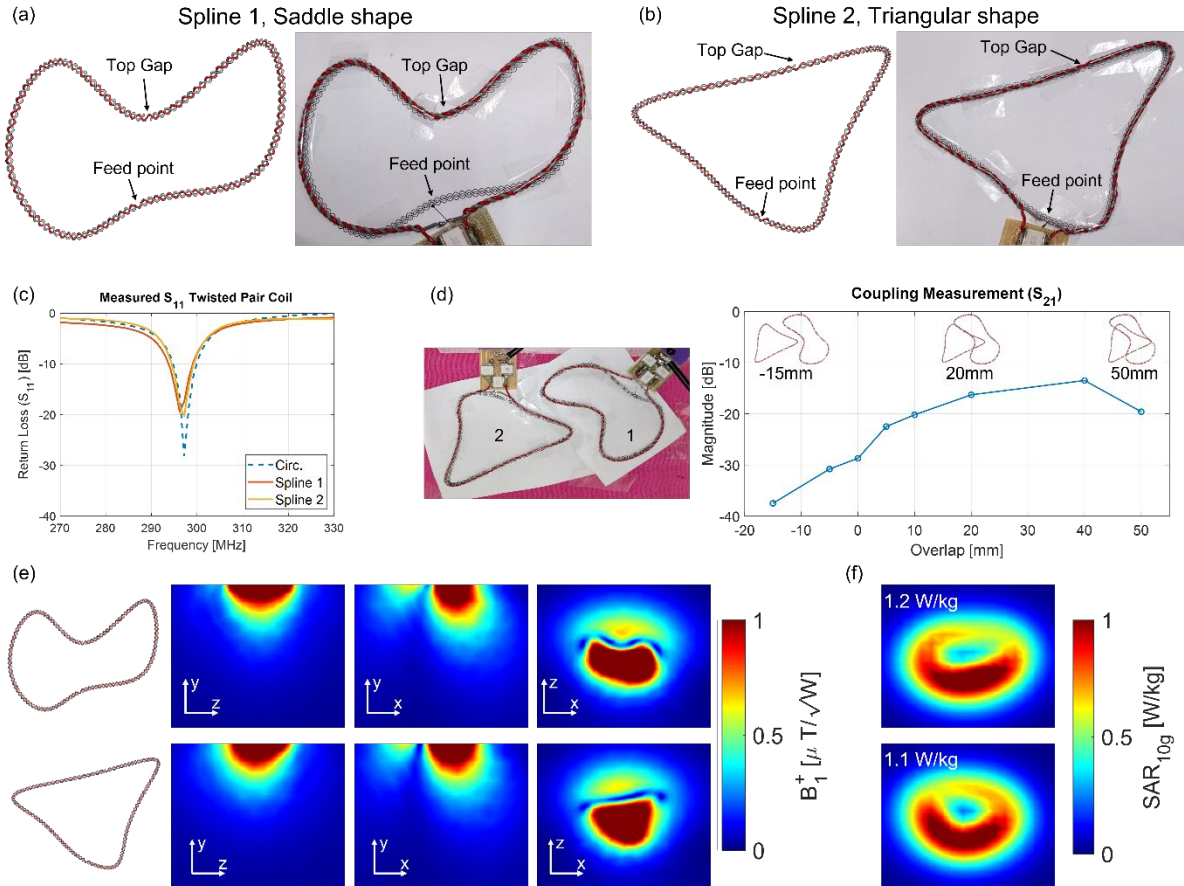 (a)
Spline 1, Saddle shape
Top Gap
Feed point
Top Gap
Feed point
(b)
Spline 2, Triangular shape
Top Gap
Feed point
Top Gap
Feed point
(c)
Measured S₁₁ Twisted Pair Coil
Return Loss (S₁₁) [dB]
0
-10
-20
-30
-40
270 280 290 300 310 320 330
Frequency [MHz]
Circ.
Spline 1
Spline 2
(d)
2
1
Coupling Measurement (S₂₁)
Magnitude [dB]
0
-10
-20
-30
-40
-15mm
20mm
50mm
-20 -10 0 10 20 30 40 50
Overlap [mm]
(e)
y
z
y
x
z
x
y
z
y
x
z
x
1
0.5
0
B₁⁺ [μ T/√W]
(f)
1.2 W/kg
1.1 W/kg
1
0.5
0
SAR₁₀g [W/kg]